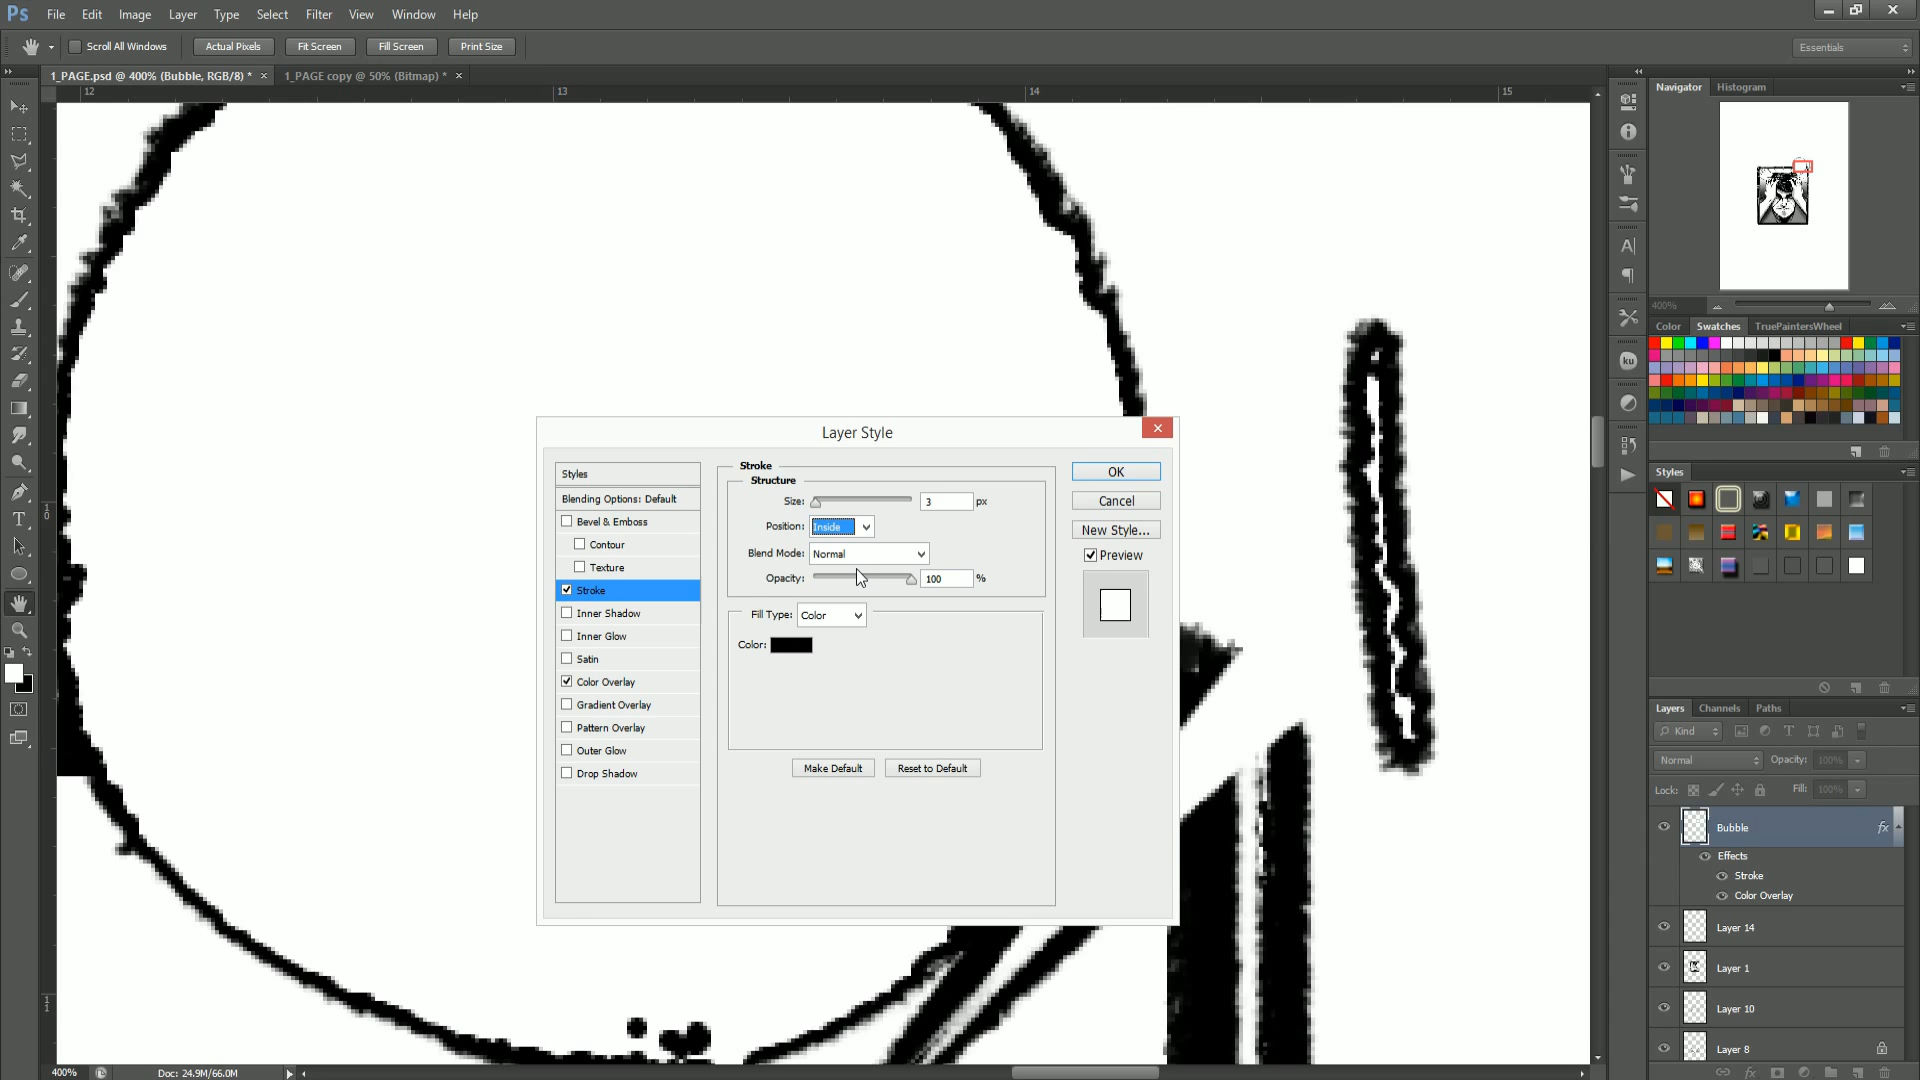 Ps File Edit Image Layer Type Select Filter View Window Help
Scroll All Windows Actual Pixels Fit Screen Fill Screen Print Size Essentials
1_PAGE.psd @ 400% (Bubble, RGB/8) * × 1_PAGE copy @ 50% (Bitmap) * ×
12 13 14 15
Navigator Histogram
400%
Color Swatches TruePaintersWheel
ku
Styles
Layer Style
Styles
Blending Options: Default
Bevel & Emboss
Contour
Texture
Stroke
Inner Shadow
Inner Glow
Satin
Color Overlay
Gradient Overlay
Pattern Overlay
Outer Glow
Drop Shadow
Stroke
Structure
Size: 3 px
Position: Inside
Blend Mode: Normal
Opacity: 100 %
Fill Type: Color
Color:
Make Default Reset to Default
OK
Cancel
New Style...
Preview
10
11
Layers Channels Paths
Kind
Normal Opacity: 100%
Lock: Fill: 100%
Bubble fx
Effects
Stroke
Color Overlay
Layer 14
Layer 1
Layer 10
Layer 8
400% Doc: 24.9M/66.0M